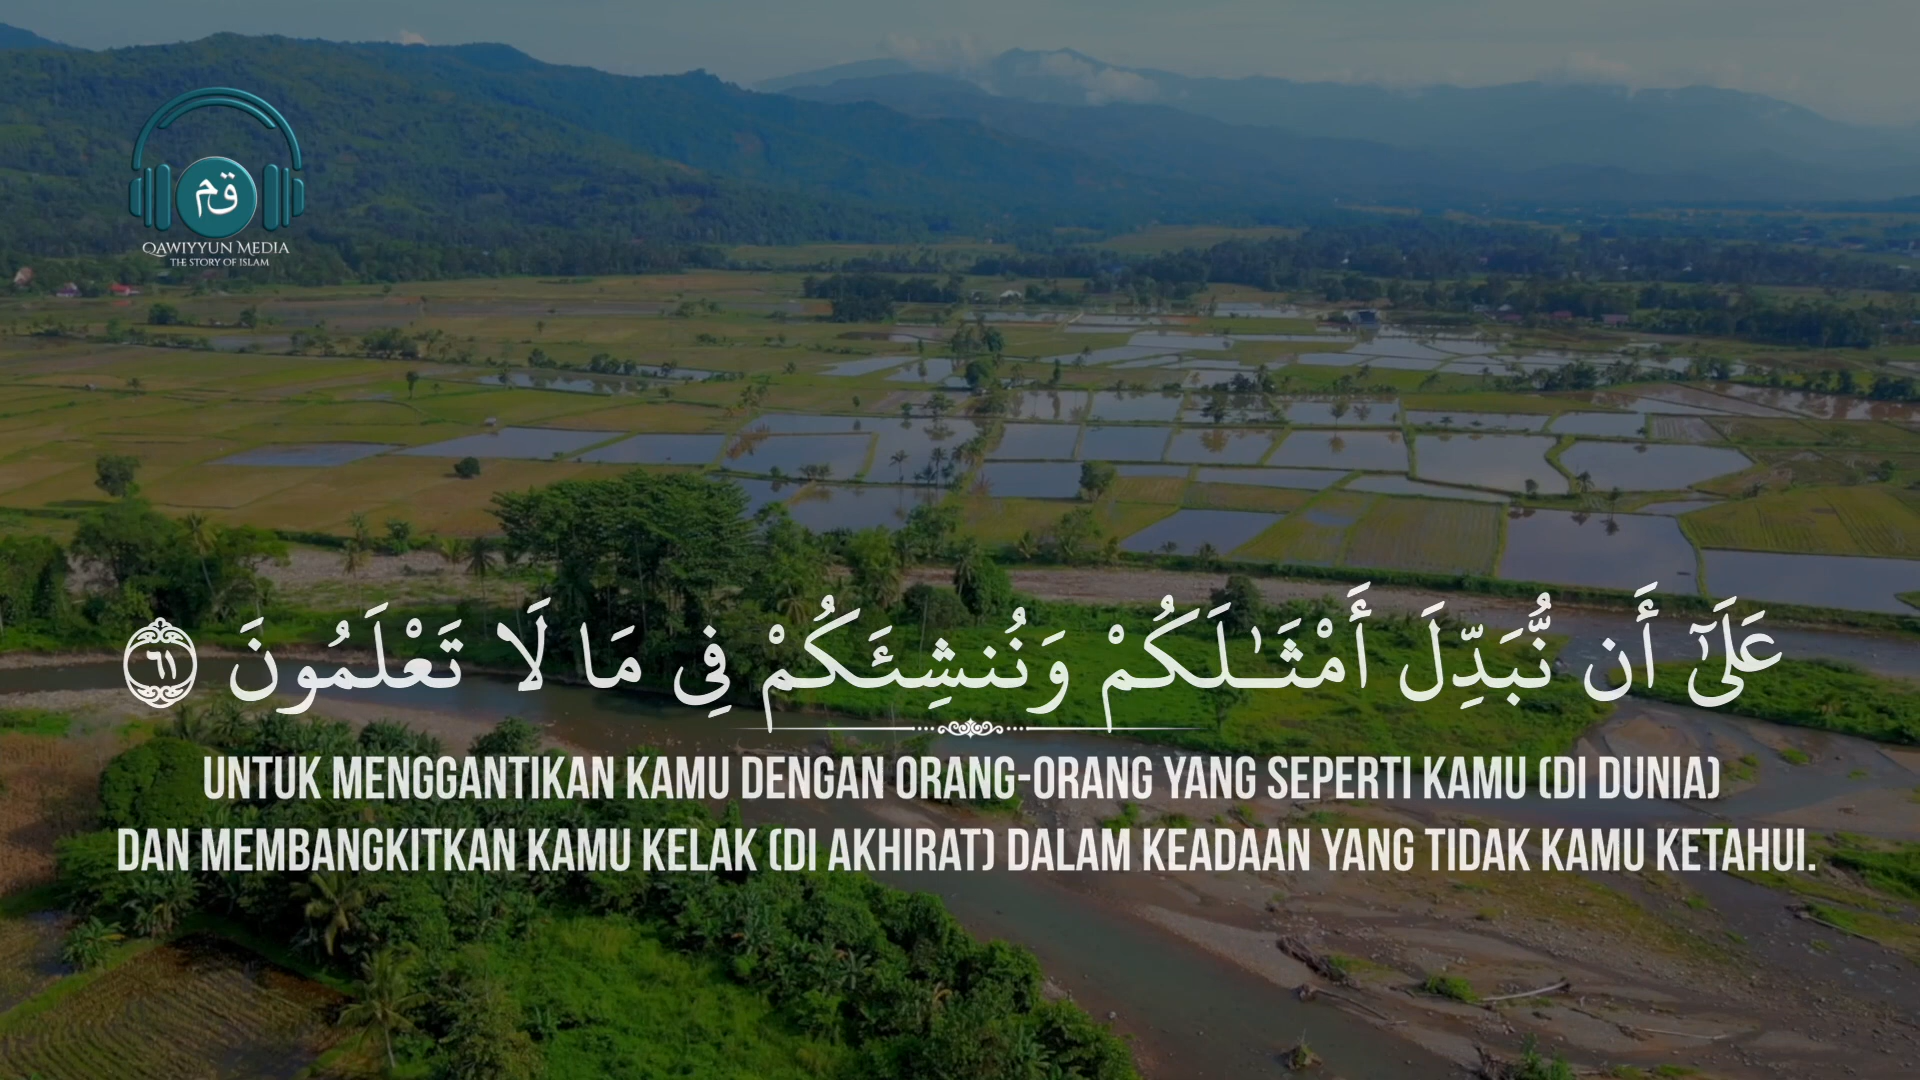 قم
QAWIYYUN MEDIA
THE STORY OF ISLAM
عَلَىٰٓ أَن نُّبَدِّلَ أَمْثَـٰلَكُمْ وَنُنشِئَكُمْ فِى مَا لَا تَعْلَمُونَ ٦١
UNTUK MENGGANTIKAN KAMU DENGAN ORANG-ORANG YANG SEPERTI KAMU (DI DUNIA)
DAN MEMBANGKITKAN KAMU KELAK (DI AKHIRAT) DALAM KEADAAN YANG TIDAK KAMU KETAHUI.